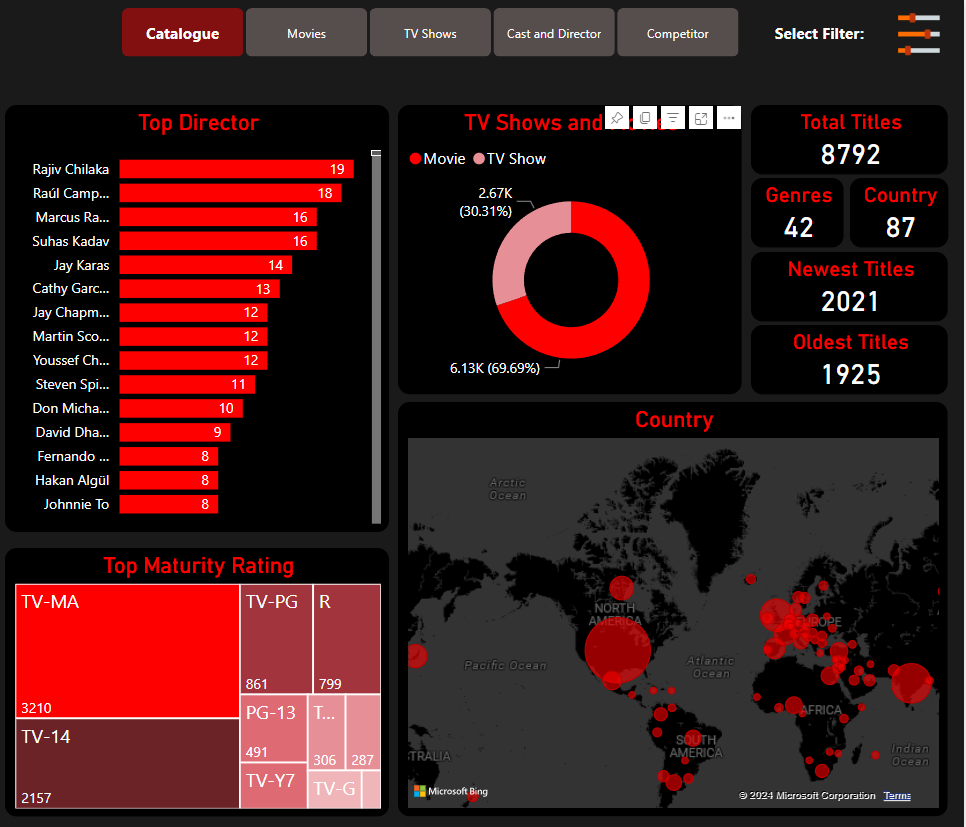 Catalogue
Movies
TV Shows
Cast and Director
Competitor
Select Filter:
Top Director
Rajiv Chilaka 19
Raúl Camp... 18
Marcus Ra... 16
Suhas Kadav 16
Jay Karas 14
Cathy Garc... 13
Jay Chapm... 12
Martin Sco... 12
Youssef Ch... 12
Steven Spi... 11
Don Micha... 10
David Dha... 9
Fernando ... 8
Hakan Algül 8
Johnnie To 8
TV Shows and
Movie TV Show
2.67K
(30.31%)
6.13K (69.69%)
Total Titles
8792
Genres
42
Country
87
Newest Titles
2021
Oldest Titles
1925
Top Maturity Rating
TV-MA
3210
TV-14
2157
TV-PG
861
R
799
PG-13
491
TV-Y7
T...
306
287
TV-G
Country
Arctic
Ocean
NORTH
AMERICA
EUROPE
Pacific Ocean
Atlantic
Ocean
AFRICA
SOUTH
AMERICA
TRALIA
Indian
Ocean
Microsoft Bing
© 2024 Microsoft Corporation Terms